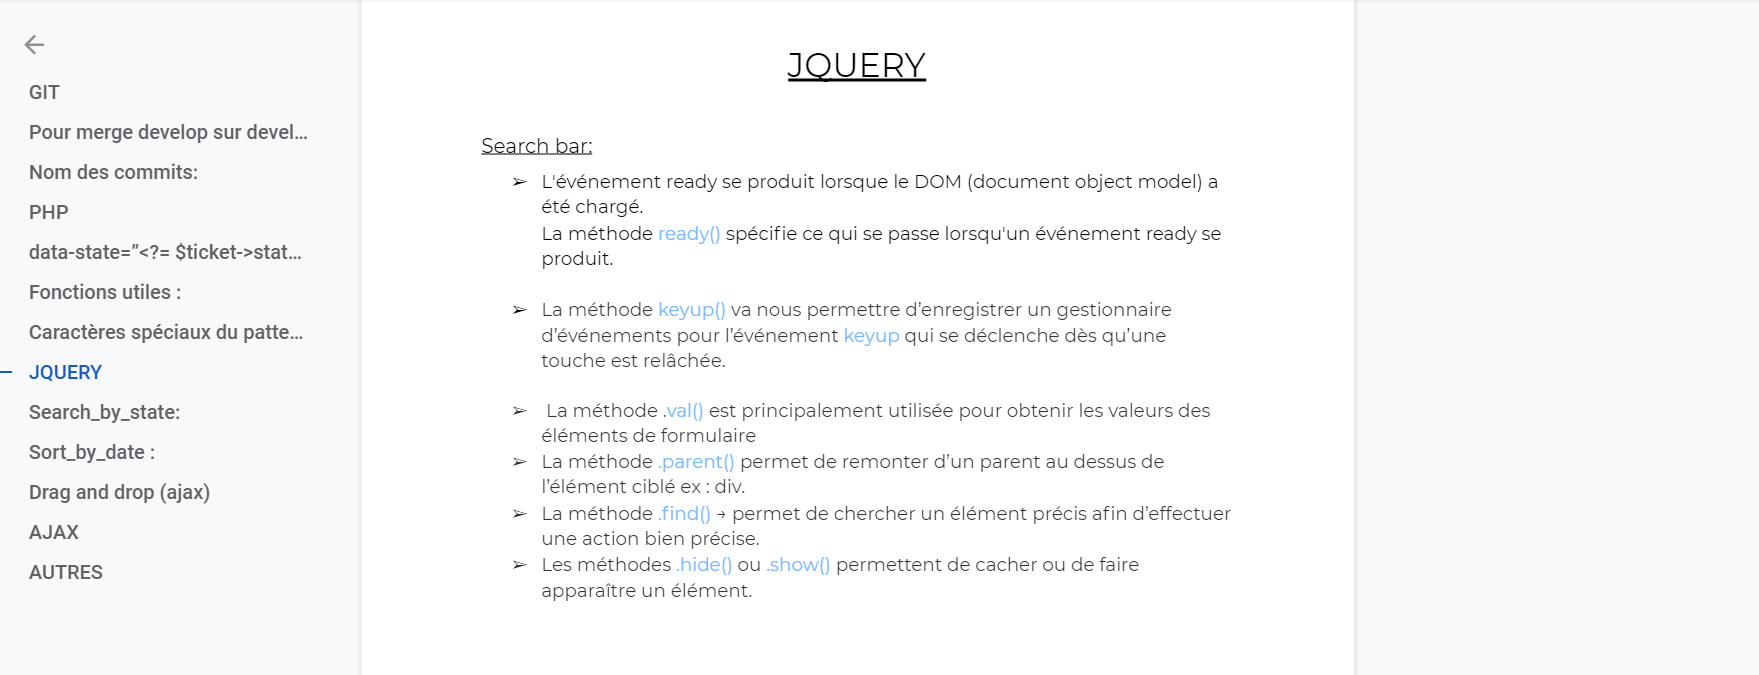 GIT
Pour merge develop sur devel...
Nom des commits:
PHP
data-state=”<?= $ticket->stat...
Fonctions utiles :
Caractères spéciaux du patte...
JQUERY
Search_by_state:
Sort_by_date :
Drag and drop (ajax)
AJAX
AUTRES
JQUERY
Search bar:
➢ L'événement ready se produit lorsque le DOM (document object model) a
été chargé.
La méthode ready() spécifie ce qui se passe lorsqu'un événement ready se
produit.
➢ La méthode keyup() va nous permettre d’enregistrer un gestionnaire
d’événements pour l’événement keyup qui se déclenche dès qu’une
touche est relâchée.
➢ La méthode .val() est principalement utilisée pour obtenir les valeurs des
éléments de formulaire
➢ La méthode .parent() permet de remonter d’un parent au dessus de
l’élément ciblé ex : div.
➢ La méthode .find() → permet de chercher un élément précis afin d’effectuer
une action bien précise.
➢ Les méthodes .hide() ou .show() permettent de cacher ou de faire
apparaître un élément.